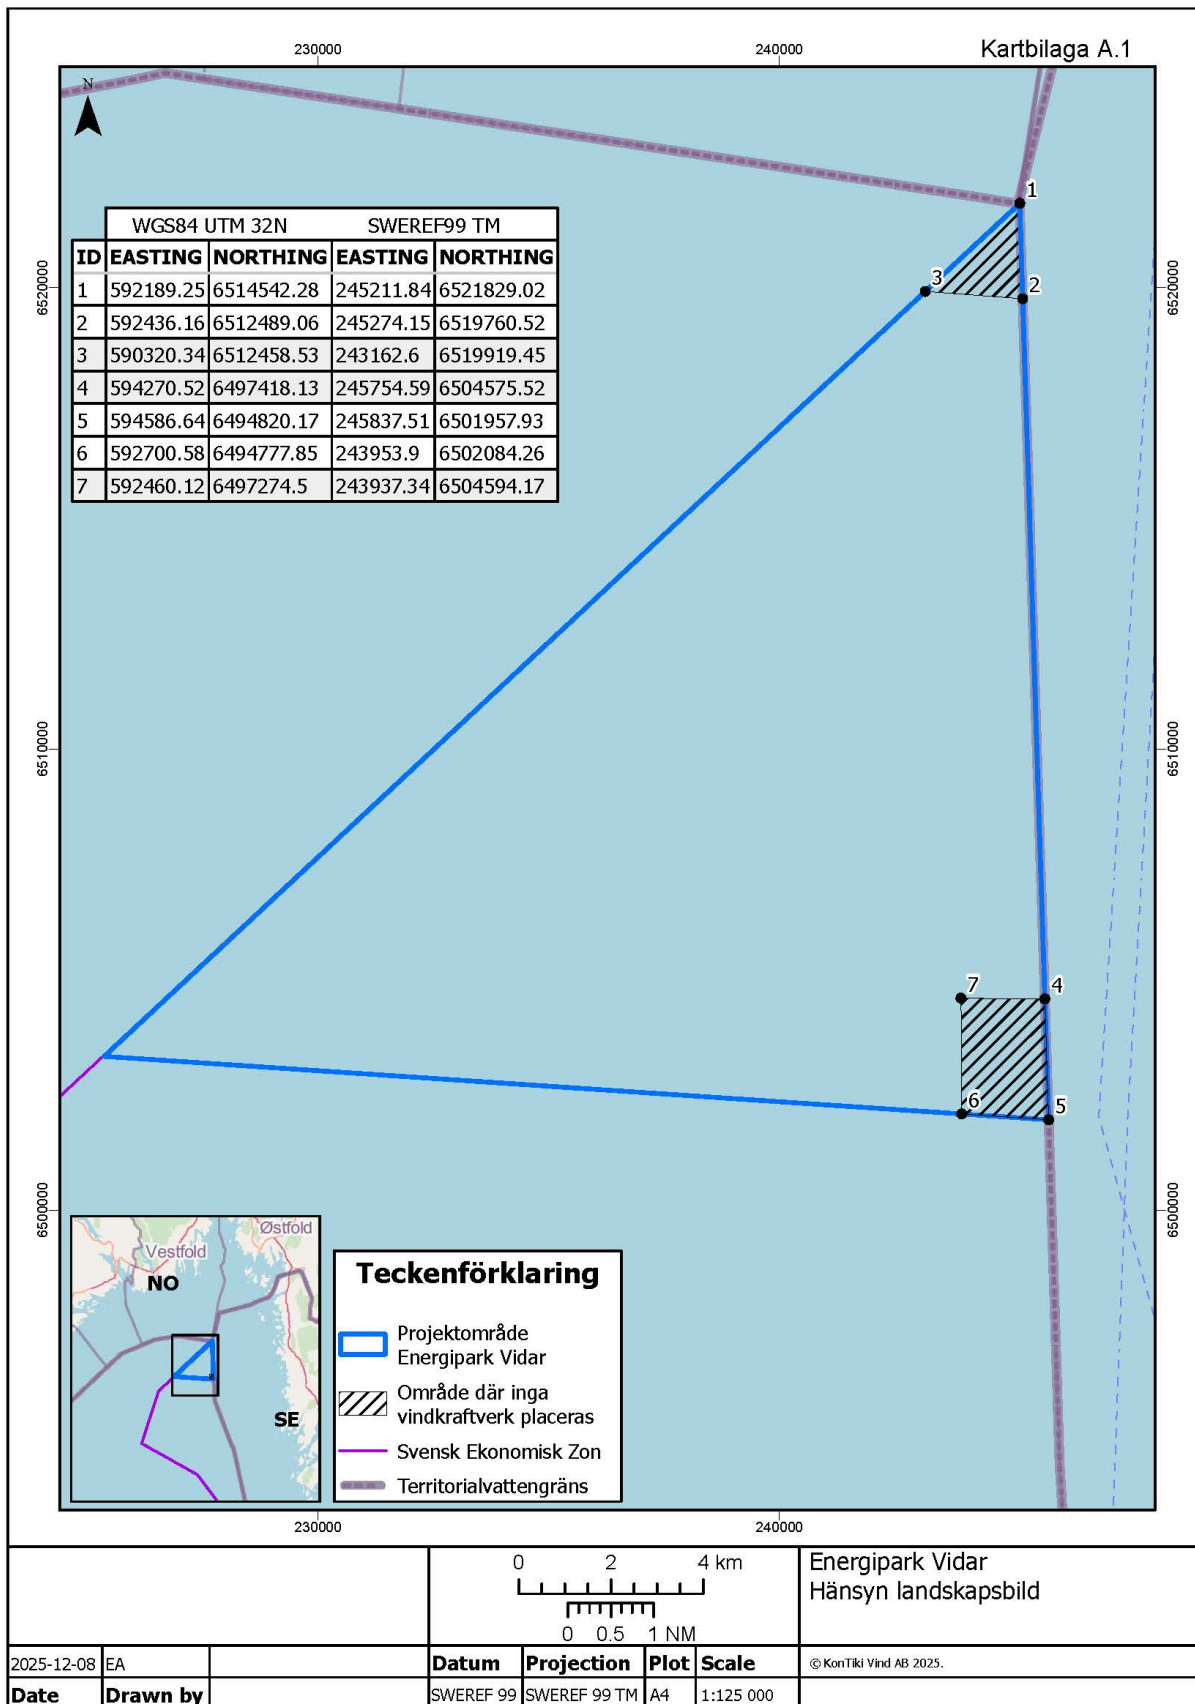 Kartbilaga A.1
230000 240000
N
WGS84 UTM 32N SWEREF99 TM
ID EASTING NORTHING EASTING NORTHING
1 592189.25 6514542.28 245211.84 6521829.02
2 592436.16 6512489.06 245274.15 6519760.52
3 590320.34 6512458.53 243162.6 6519919.45
4 594270.52 6497418.13 245754.59 6504575.52
5 594586.64 6494820.17 245837.51 6501957.93
6 592700.58 6494777.85 243953.9 6502084.26
7 592460.12 6497274.5 243937.34 6504594.17
1
3
2
6520000 6520000
6510000 6510000
7 4
6 5
6500000 6500000
Østfold
Vestfold
NO
SE
Teckenförklaring
Projektområde
Energipark Vidar
Område där inga
vindkraftverk placeras
Svensk Ekonomisk Zon
Territorialvattengräns
230000 240000
0 2 4 km
0 0.5 1 NM
Energipark Vidar
Hänsyn landskapsbild
2025-12-08 EA
Date Drawn by
Datum Projection Plot Scale
SWEREF 99 SWEREF 99 TM A4 1:125 000
© KonTiki Vind AB 2025.